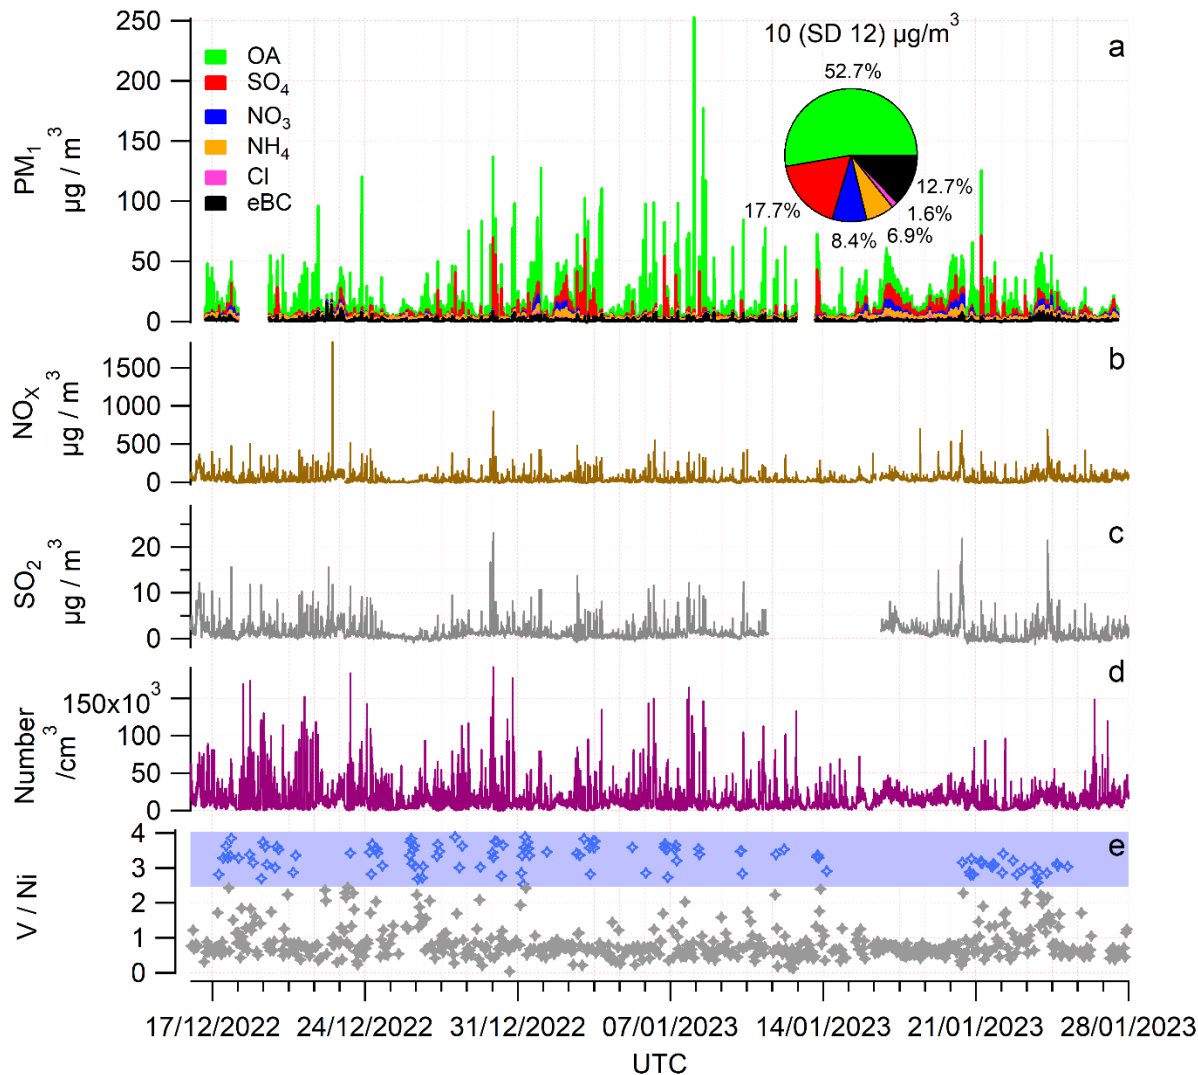 a
10 (SD 12) µg/m³
52.7%
17.7%
8.4%
6.9%
1.6%
12.7%
OA
SO₄
NO₃
NH₄
Cl
eBC
PM₁
µg / m³
250
200
150
100
50
0
b
NOₓ
µg / m³
1500
1000
500
0
c
SO₂
µg / m³
20
10
0
d
Number
/cm³
150x10³
100
50
0
e
V / Ni
4
3
2
1
0
17/12/2022
24/12/2022
31/12/2022
07/01/2023
14/01/2023
21/01/2023
28/01/2023
UTC